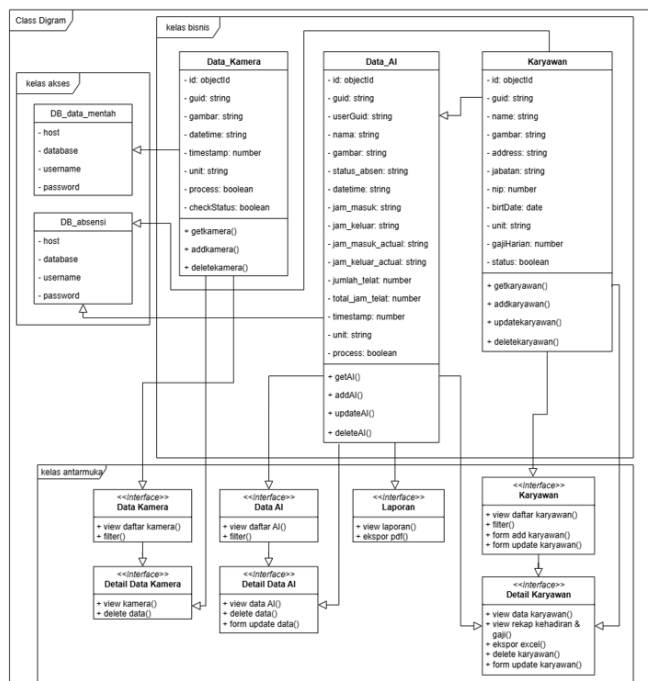 Class Digram
kelas bisnis
kelas akses
DB_data_mentah
- host
- database
- username
- password
DB_absensi
- host
- database
- username
- password
Data_Kamera
- id: objectId
- guid: string
- gambar: string
- datetime: string
- timestamp: number
- unit: string
- process: boolean
- checkStatus: boolean
+ getkamera()
+ addkamera()
+ deletekamera()
Data_AI
- id: objectId
- guid: string
- userGuid: string
- nama: string
- gambar: string
- status_absen: string
- datetime: string
- jam_masuk: string
- jam_keluar: string
- jam_masuk_actual: string
- jam_keluar_actual: string
- jumlah_telat: number
- total_jam_telat: number
- timestamp: number
- unit: string
- process: boolean
+ getAI()
+ addAI()
+ updateAI()
+ deleteAI()
Karyawan
- id: objectId
- guid: string
- name: string
- gambar: string
- address: string
- jabatan: string
- nip: number
- birtDate: date
- unit: string
- gajiHarian: number
- status: boolean
+ getkaryawan()
+ addkaryawan()
+ updatekaryawan()
+ deletekaryawan()
kelas antarmuka
<<interface>>
Data Kamera
+ view daftar kamera()
+ filter()
<<interface>>
Detail Data Kamera
+ view kamera()
+ delete data()
<<interface>>
Data AI
+ view daftar AI()
+ filter()
<<interface>>
Detail Data AI
+ view data AI()
+ delete data()
+ form update data()
<<interface>>
Laporan
+ view laporan()
+ ekspor pdf()
<<interface>>
Karyawan
+ view daftar karyawan()
+ filter()
+ form add karyawan()
+ form update karyawan()
<<interface>>
Detail Karyawan
+ view data karyawan()
+ view rekap kehadiran &
gaji()
+ ekspor excel()
+ delete karyawan()
+ form update karyawan()